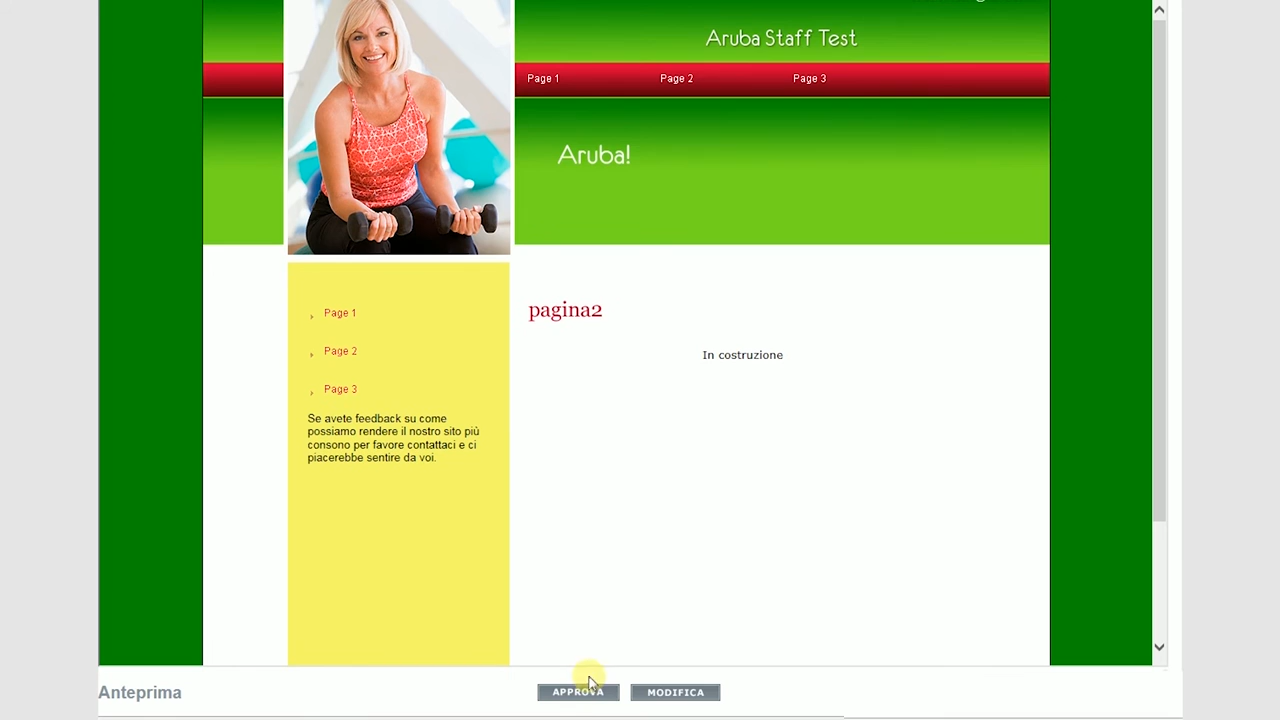 Aruba Staff Test
Page 1
Page 2
Page 3
Aruba!
Page 1
Page 2
Page 3
Se avete feedback su come
possiamo rendere il nostro sito più
consono per favore contattaci e ci
piacerebbe sentire da voi.
pagina2
In costruzione
Anteprima
APPROVA
MODIFICA